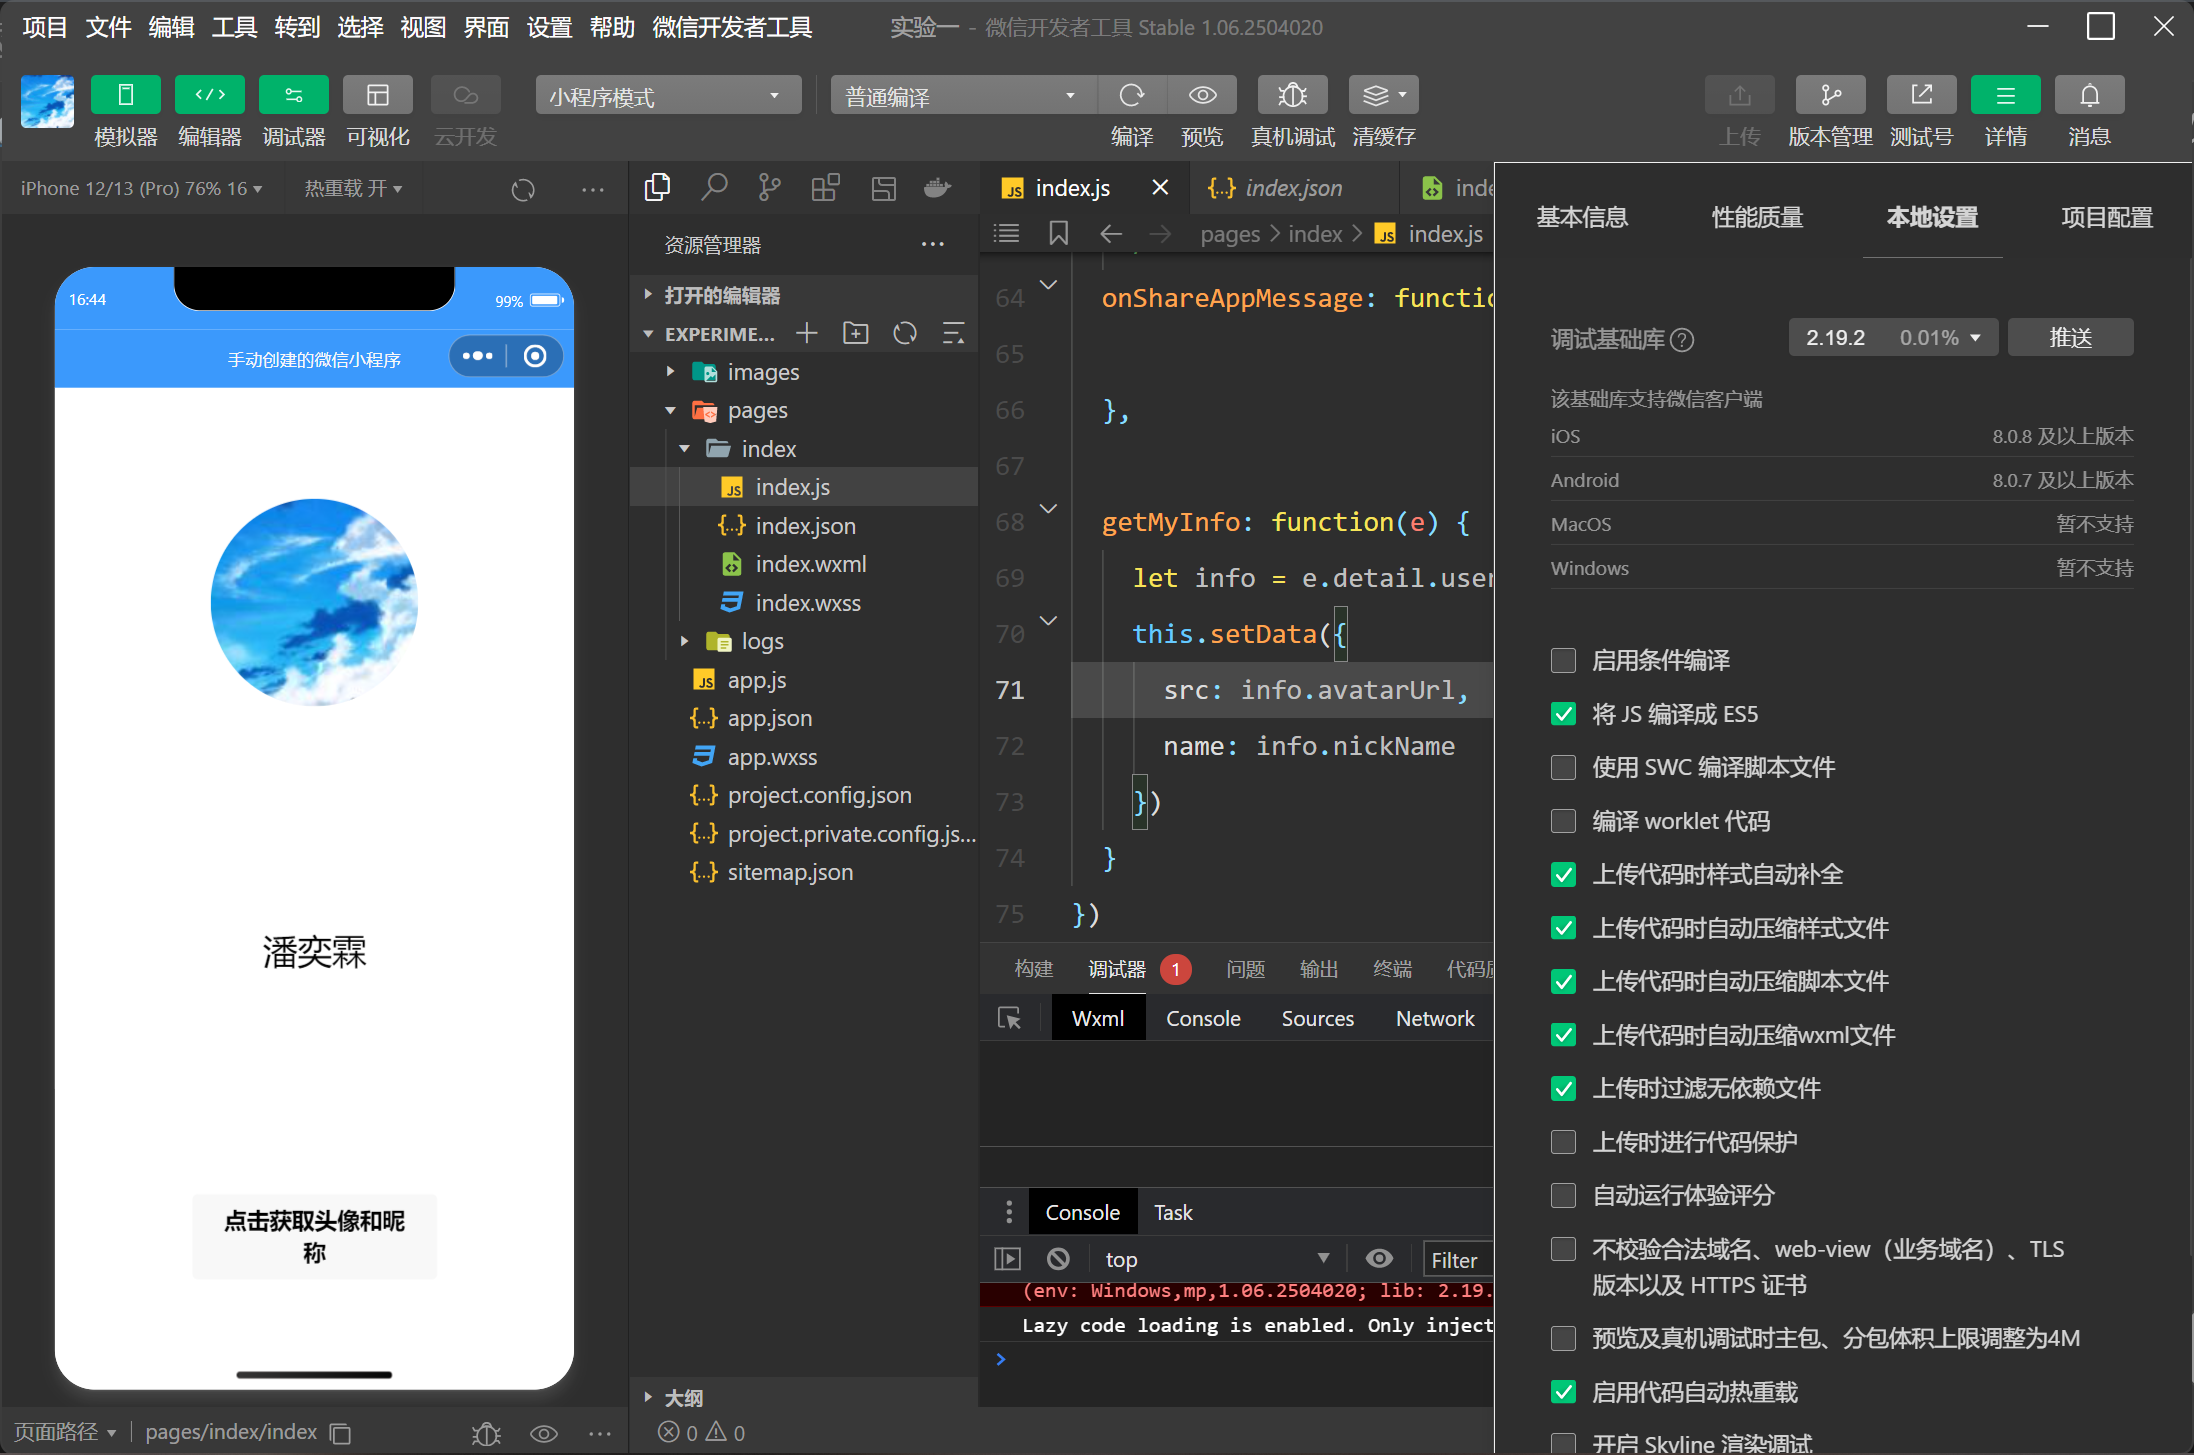 项目 文件 编辑 工具 转到 选择 视图 界面 设置 帮助 微信开发者工具 实验一 - 微信开发者工具 Stable 1.06.2504020
小程序模式 普通编译
模拟器 编辑器 调试器 可视化 云开发 编译 预览 真机调试 清缓存 上传 版本管理 测试号 详情 消息
iPhone 12/13 (Pro) 76% 16 热重载 开
16:44 99%
手动创建的微信小程序
潘奕霖
点击获取头像和昵
称
页面路径 pages/index/index
资源管理器
打开的编辑器
EXPERIME...
images
pages
index
index.js
index.json
index.wxml
index.wxss
logs
app.js
app.json
app.wxss
project.config.json
project.private.config.js...
sitemap.json
大纲
0 0
index.js index.json
pages > index > index.js
64 onShareAppMessage:
65
66 },
67
68 getMyInfo: function(e) {
69 let info = e.detail.
70 this.setData({
71 src: info.avatarUrl,
72 name: info.nickName
73 })
74 }
75 })
构建 调试器 1 问题 输出 终端
Wxml Console Sources Network
Console Task
top Filter
(env: Windows,mp,1.06.2504020; lib: 2.19.
Lazy code loading is enabled. Only
基本信息 性能质量 本地设置 项目配置
调试基础库 ? 2.19.2 0.01% 推送
该基础库支持微信客户端
iOS 8.0.8 及以上版本
Android 8.0.7 及以上版本
MacOS 暂不支持
Windows 暂不支持
启用条件编译
将 JS 编译成 ES5
使用 SWC 编译脚本文件
编译 worklet 代码
上传代码时样式自动补全
上传代码时自动压缩样式文件
上传代码时自动压缩脚本文件
上传代码时自动压缩wxml文件
上传时过滤无依赖文件
上传时进行代码保护
自动运行体验评分
不校验合法域名、web-view（业务域名）、TLS
版本以及 HTTPS 证书
预览及真机调试时主包、分包体积上限调整为4M
启用代码自动热重载
开启 Skyline 渲染调试